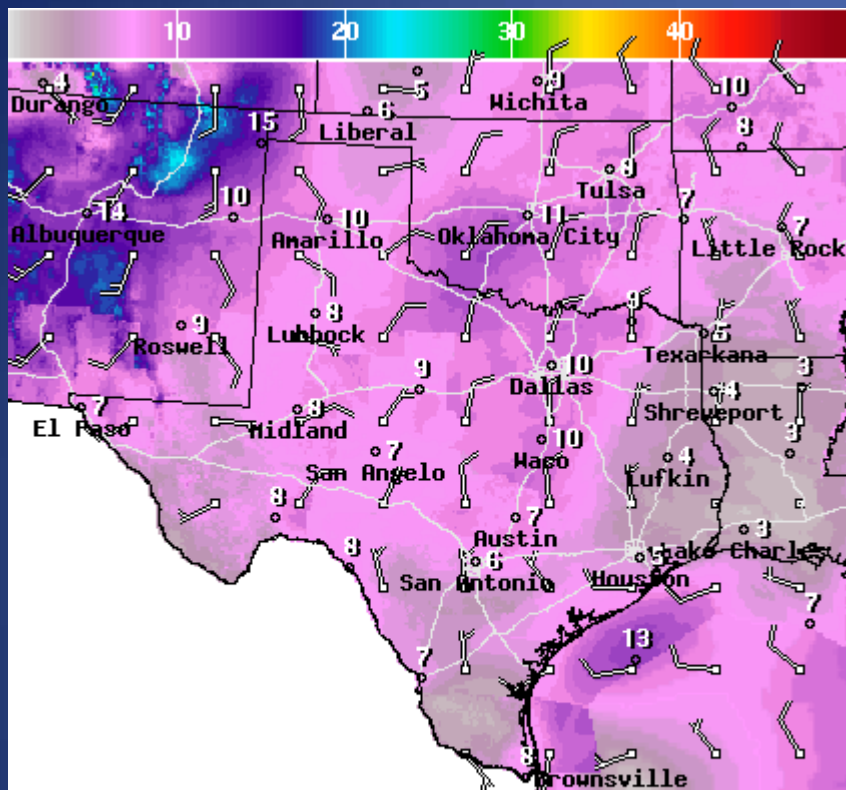 10 20 30 40
4 5 9 10
Durango Wichita
15 6 8
Liberal
9
Tulsa
14 10 10 11 7 7
Albuquerque Amarillo Oklahoma City Little Rock
9 8 9 5
Roswell Lubbock Texarkana
10 3
9 Dallas 4
7 8 Shreveport
El Paso Midland 10 3
7 Waco 4
San Angelo Lufkin
8 7 3
Austin
8 6 5 Lake Charles
San Antonio Houston
7
13
7
8
Brownsville